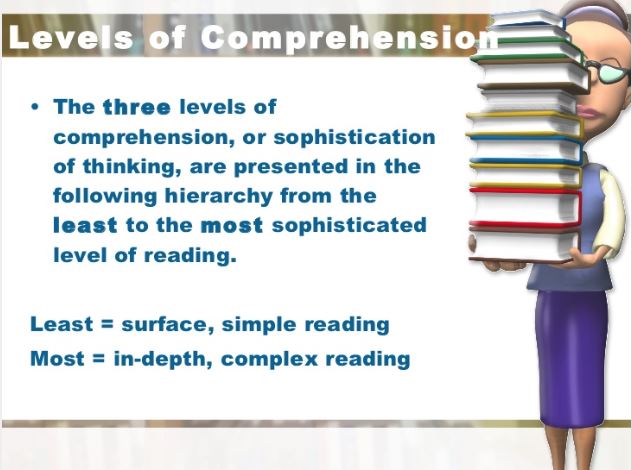 Levels of Comprehension
• The three levels of
comprehension, or sophistication
of thinking, are presented in the
following hierarchy from the
least to the most sophisticated
level of reading.
Least = surface, simple reading
Most = in-depth, complex reading